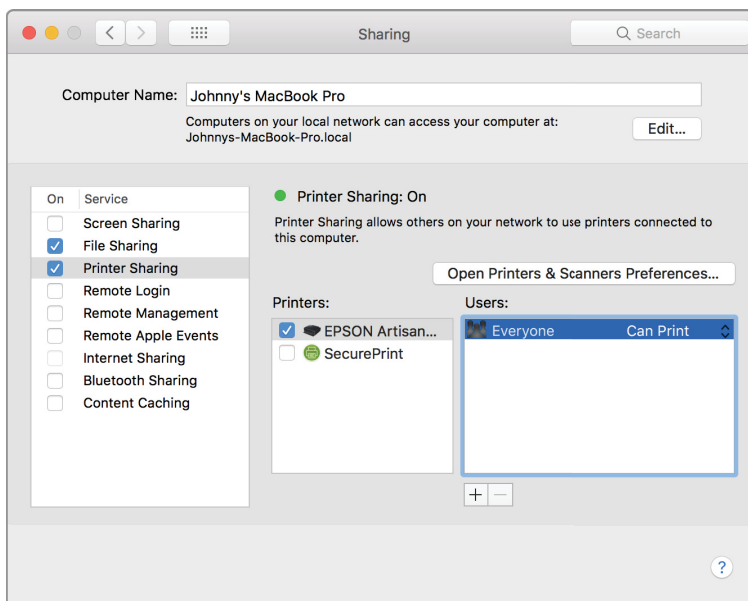 Sharing
Search
Computer Name: Johnny's MacBook Pro
Computers on your local network can access your computer at:
Johnnys-MacBook-Pro.local
Edit...
On Service
Screen Sharing
File Sharing
Printer Sharing
Remote Login
Remote Management
Remote Apple Events
Internet Sharing
Bluetooth Sharing
Content Caching
Printer Sharing: On
Printer Sharing allows others on your network to use printers connected to
this computer.
Open Printers & Scanners Preferences...
Printers:
EPSON Artisan...
SecurePrint
Users:
Everyone Can Print
+ −
?